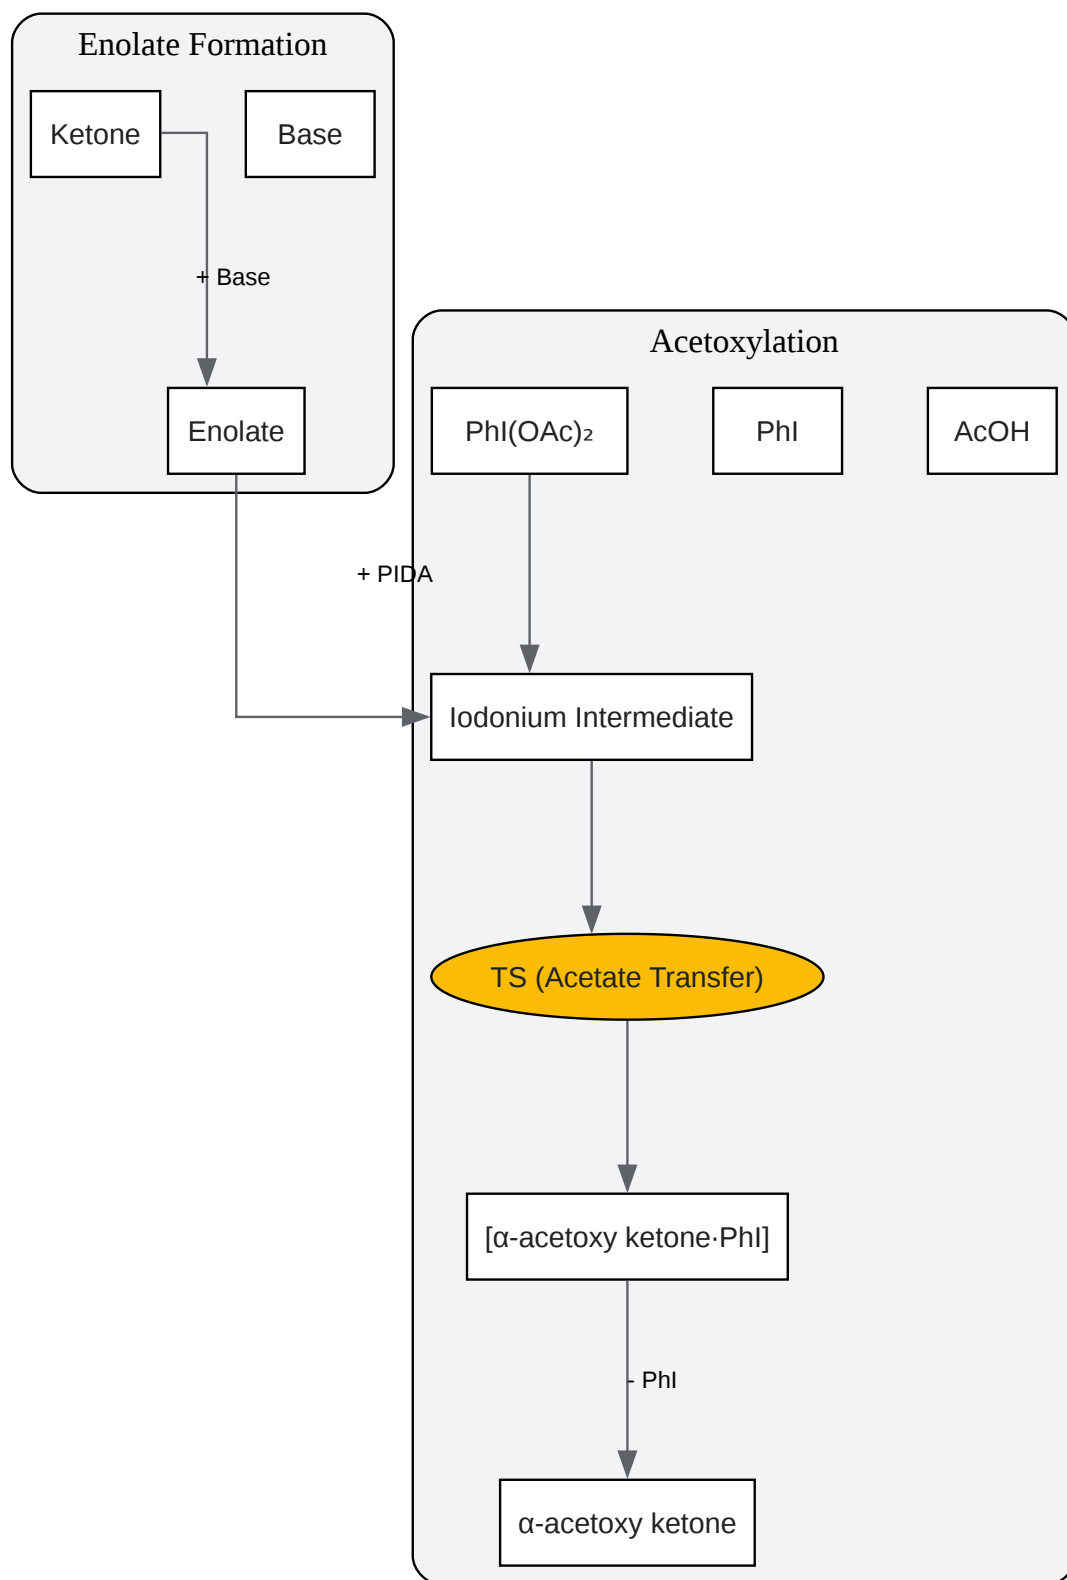 Enolate Formation
Ketone
Base
+ Base
Enolate
Acetoxylation
PhI(OAc)₂
PhI
AcOH
+ PIDA
Iodonium Intermediate
TS (Acetate Transfer)
[α-acetoxy ketone·PhI]
- PhI
α-acetoxy ketone